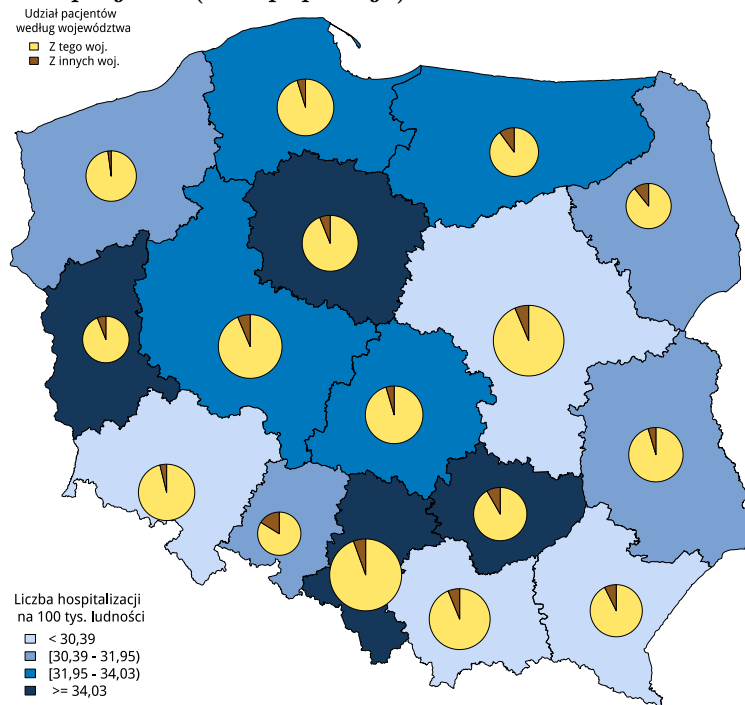 Udział pacjentów
według województwa
Z tego woj.
Z innych woj.
Liczba hospitalizacji
na 100 tys. ludności
< 30,39
[30,39 - 31,95)
[31,95 - 34,03)
>= 34,03